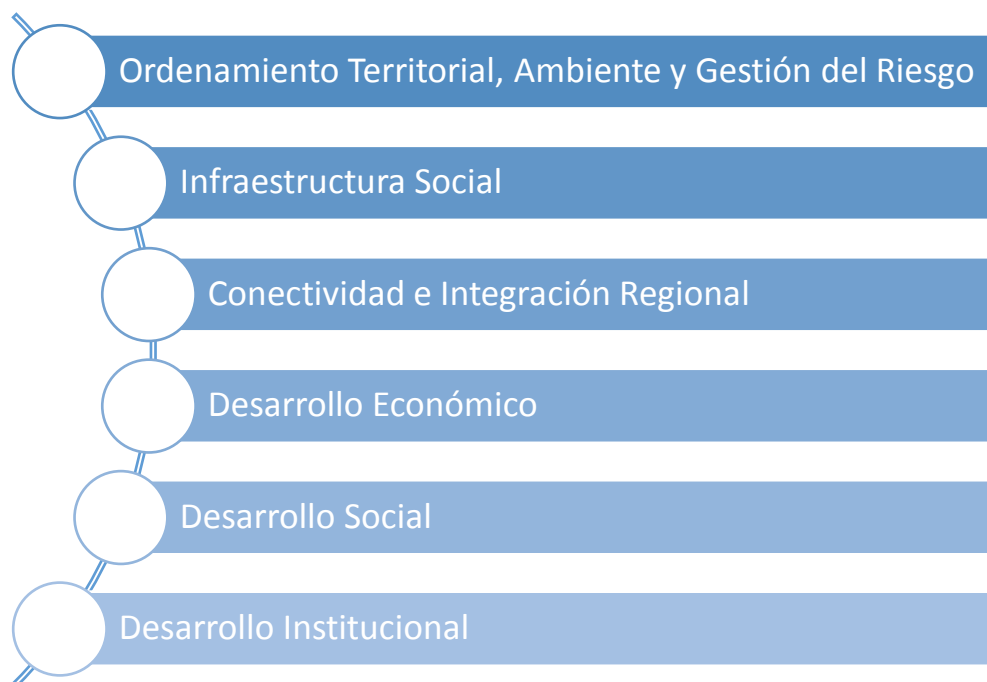 Ordenamiento Territorial, Ambiente y Gestión del Riesgo
Infraestructura Social
Conectividad e Integración Regional
Desarrollo Económico
Desarrollo Social
Desarrollo Institucional